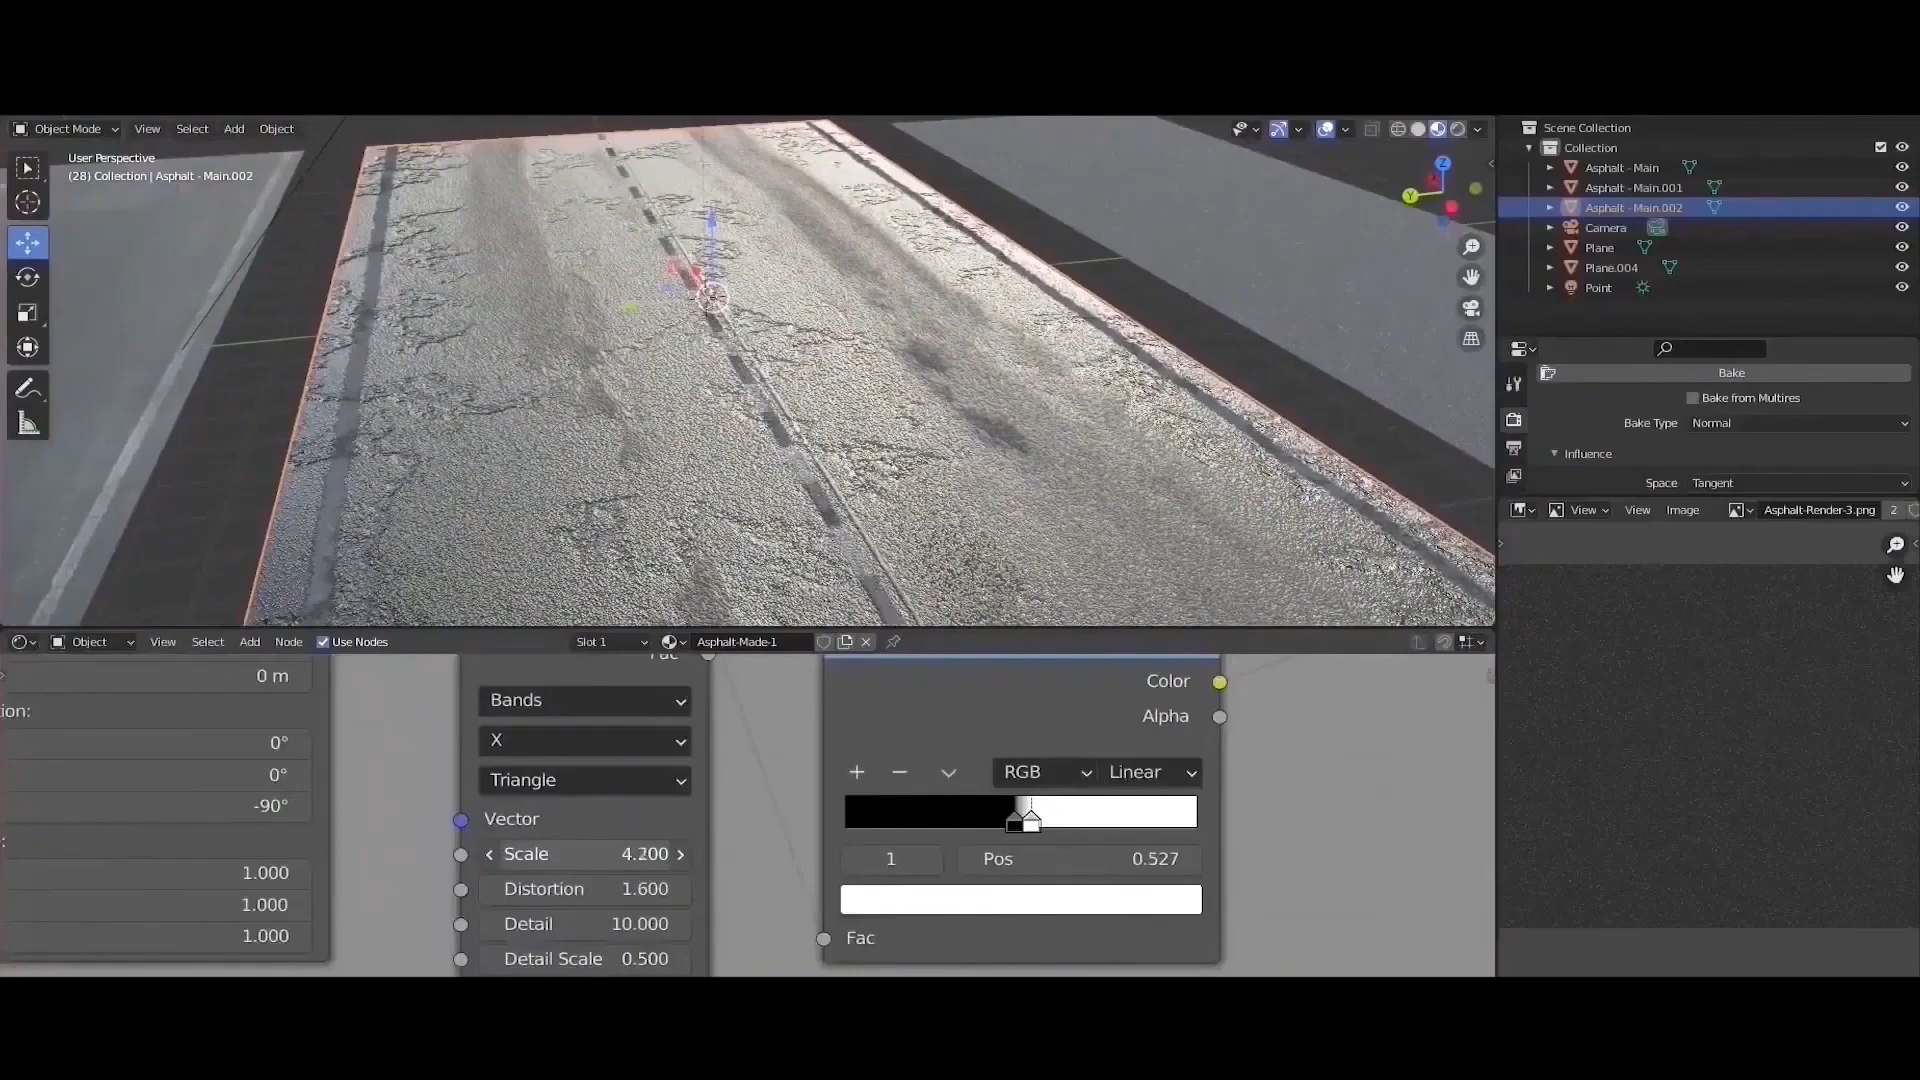 Object Mode View Select Add Object
User Perspective
(28) Collection | Asphalt - Main.002
Z
Y
Scene Collection
Collection
Asphalt - Main
Asphalt - Main.001
Asphalt - Main.002
Camera
Plane
Plane.004
Point
Bake
Bake from Multires
Bake Type Normal
Influence
Space Tangent
View View Image Asphalt-Render-3.png 2
Object View Select Add Node Use Nodes Slot 1 Asphalt-Made-1
0 m
ion:
0°
0°
-90°
:
1.000
1.000
1.000
Fac
Bands
X
Triangle
Vector
Scale 4.200
Distortion 1.600
Detail 10.000
Detail Scale 0.500
Color
Alpha
RGB Linear
1 Pos 0.527
Fac